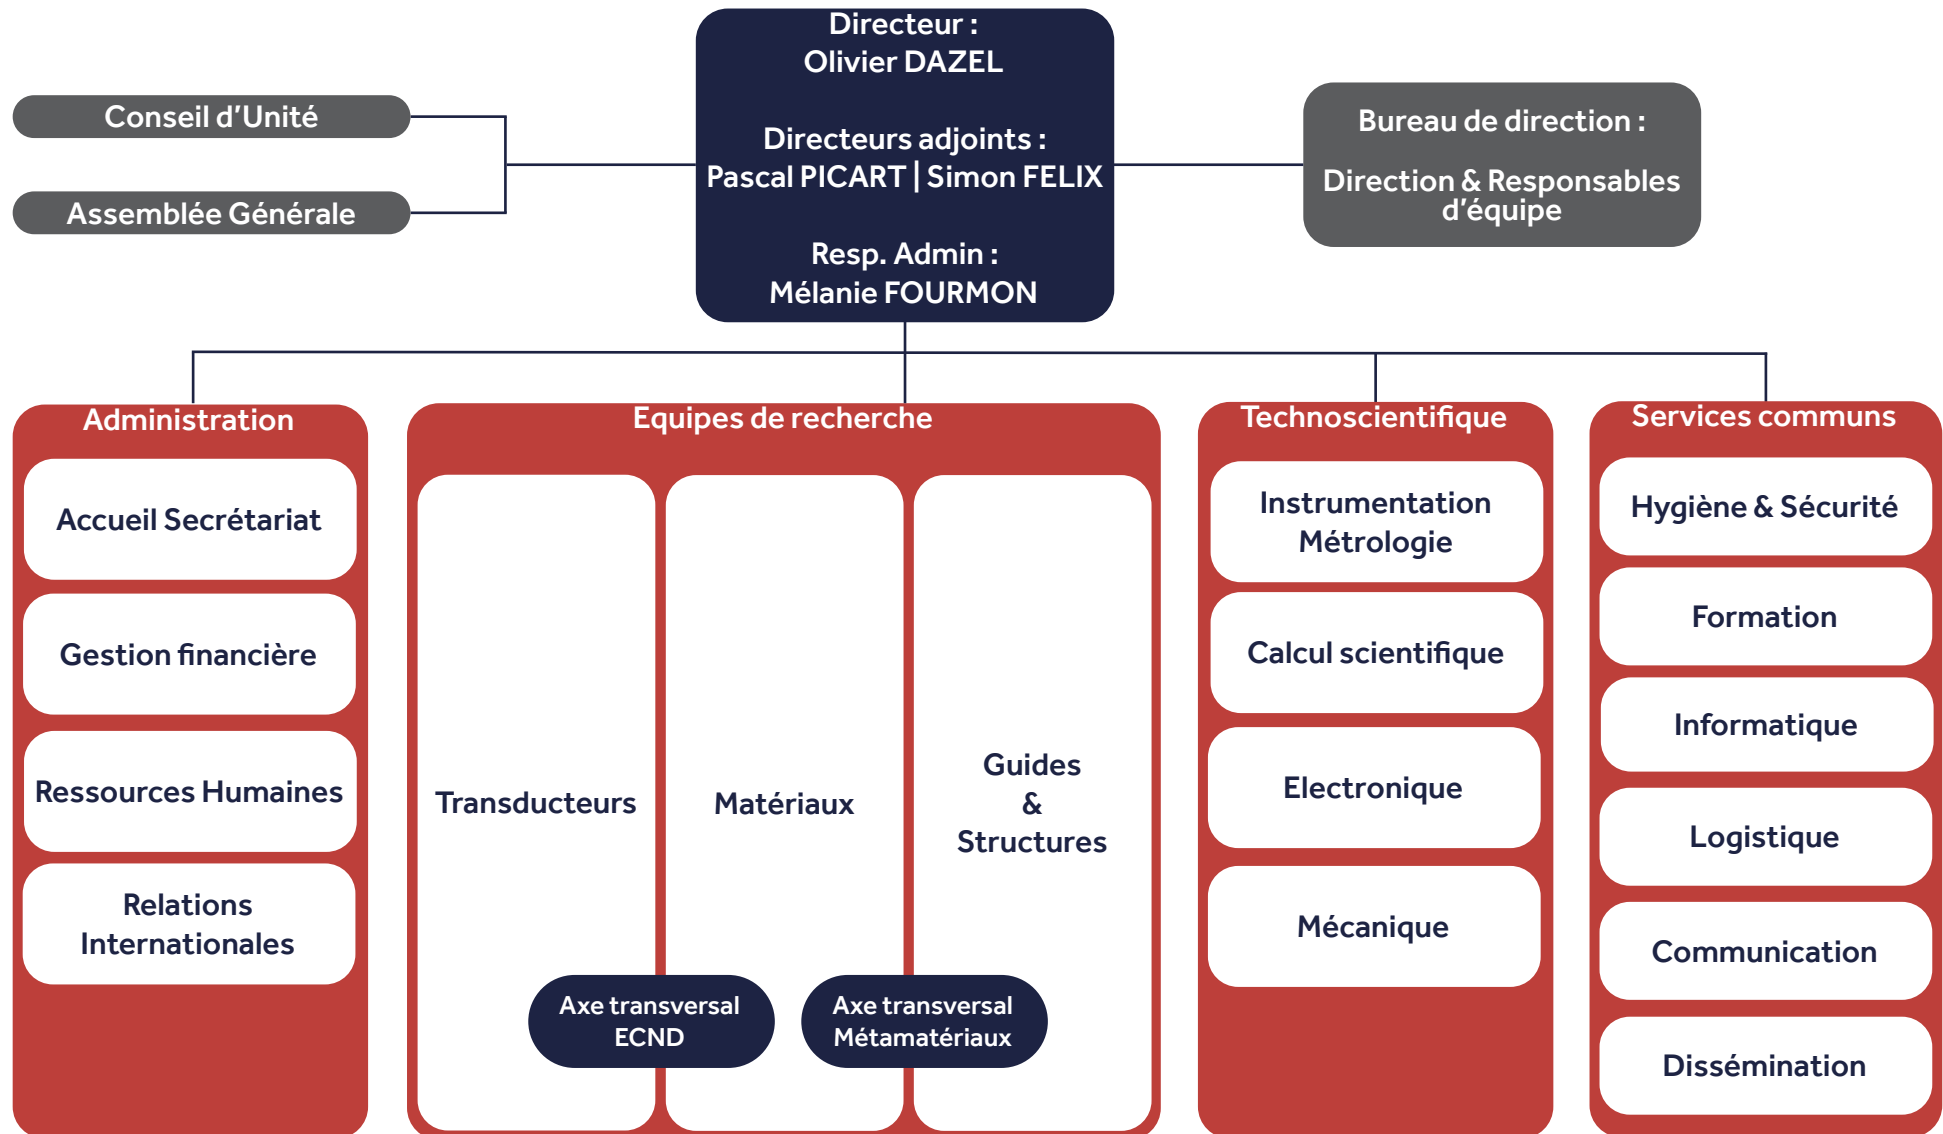 Directeur :
Olivier DAZEL
Directeurs adjoints :
Pascal PICART | Simon FELIX
Resp. Admin :
Mélanie FOURMON
Conseil d’Unité
Assemblée Générale
Bureau de direction :
Direction & Responsables
d’équipe
Administration
Accueil Secrétariat
Gestion financière
Ressources Humaines
Relations
Internationales
Equipes de recherche
Transducteurs
Matériaux
Guides
&
Structures
Axe transversal
ECND
Axe transversal
Métamatériaux
Technoscientifique
Instrumentation
Métrologie
Calcul scientifique
Electronique
Mécanique
Services communs
Hygiène & Sécurité
Formation
Informatique
Logistique
Communication
Dissémination